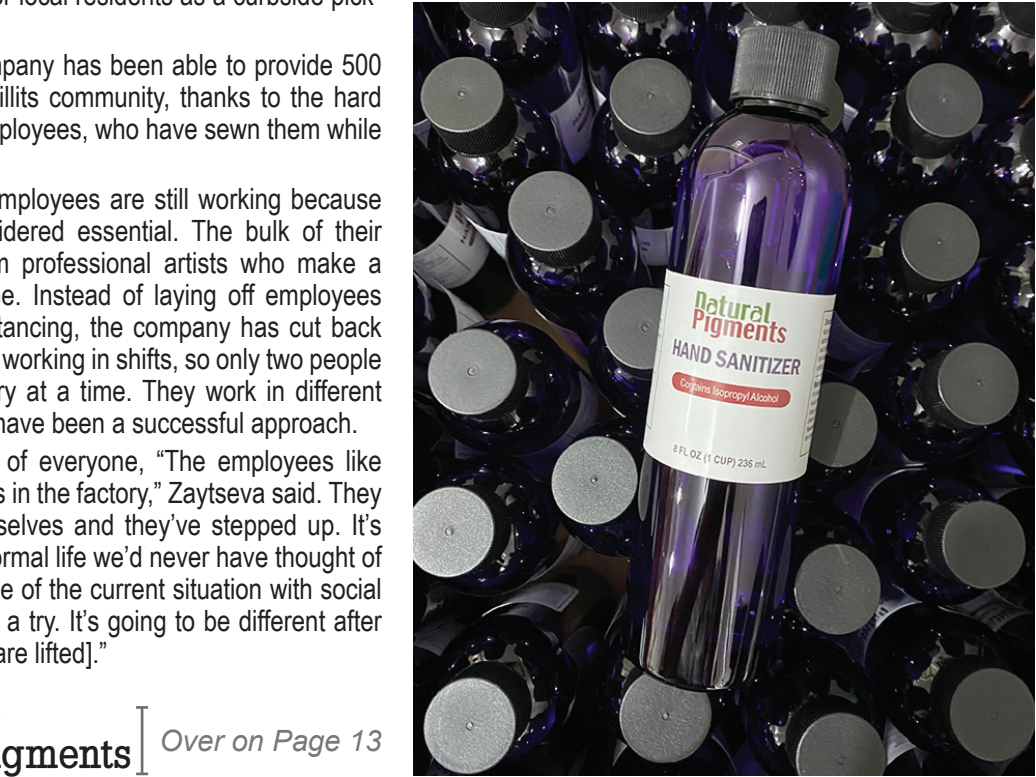 or local residents as a curbside pick-
mpany has been able to provide 500
illits community, thanks to the hard
ployees, who have sewn them while
mployees are still working because
idered essential. The bulk of their
m professional artists who make a
e. Instead of laying off employees
tancing, the company has cut back
working in shifts, so only two people
ry at a time. They work in different
have been a successful approach.
of everyone, “The employees like
s in the factory,” Zaytseva said. They
selves and they’ve stepped up. It’s
ormal life we’d never have thought of
e of the current situation with social
a try. It’s going to be different after
are lifted].”
igments
Over on Page 13
natural
Pigments
HAND SANITIZER
Contains Isopropyl Alcohol
8 FL OZ (1 CUP) 236 mL